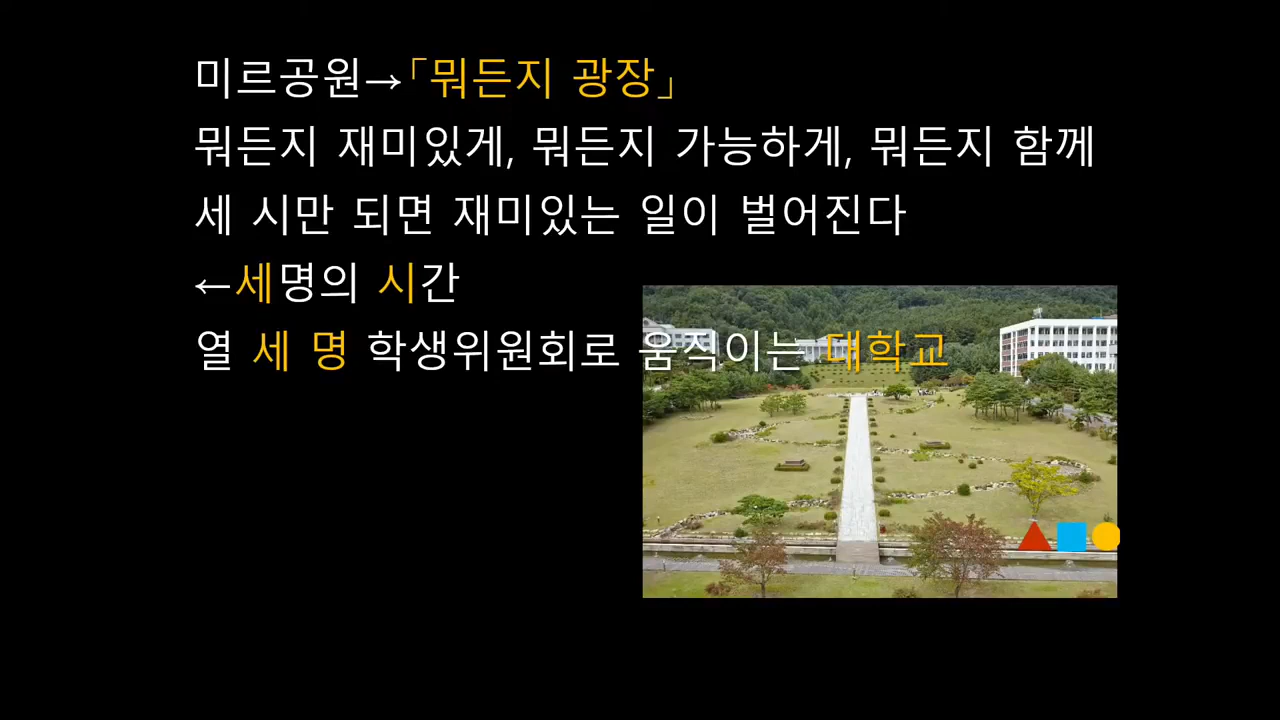 미르공원→「뭐든지 광장」
뭐든지 재미있게, 뭐든지 가능하게, 뭐든지 함께
세 시만 되면 재미있는 일이 벌어진다
←세명의 시간
열 세 명 학생위원회로 움직이는 대학교